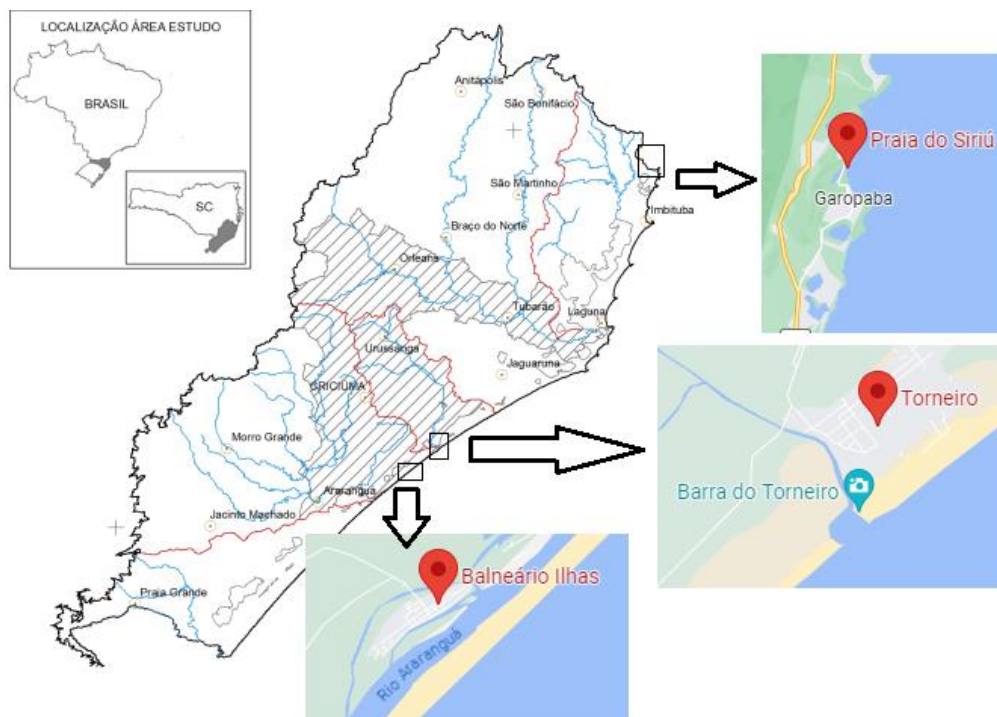 LOCALIZAÇÃO ÁREA ESTUDO
BRASIL
SC
Anitápolis
São Bonifácio
São Martinho
Imbituba
Braço do Norte
Orleans
Tubarão
Laguna
Urussanga
Jaguaruna
CRICIÚMA
Morro Grande
Araranguá
Jacinto Machado
Praia Grande
Praia do Siriú
Garopaba
Torneiro
Barra do Torneiro
Balneário Ilhas
Rio Araranguá